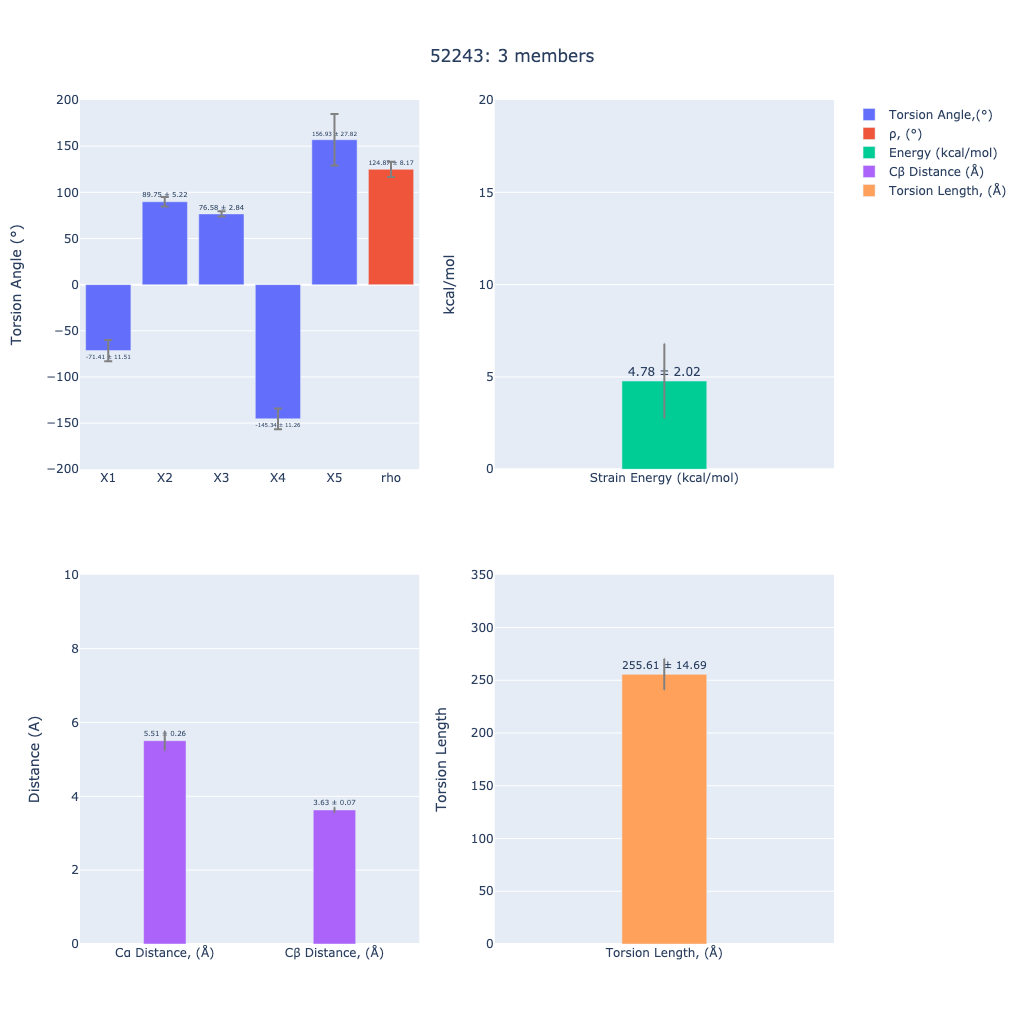 52243: 3 members
200
150
100
50
0
−50
−100
−150
−200
Torsion Angle (°)
-71.41 ± 11.51
89.75 ± 5.22
76.58 ± 2.84
-145.34 ± 11.26
156.93 ± 27.82
± 8.17
X1 X2 X3 X4 X5 rho
20
15
10
5
0
kcal/mol
4.78 ± 2.02
Strain Energy (kcal/mol)
Torsion Angle,(°)
ρ, (°)
Energy (kcal/mol)
Cβ Distance (Å)
Torsion Length, (Å)
10
8
6
4
2
0
Distance (A)
5.51 ± 0.26
3.63 ± 0.07
Cα Distance, (Å) Cβ Distance, (Å)
350
300
250
200
150
100
50
0
Torsion Length
255.61 ± 14.69
Torsion Length, (Å)